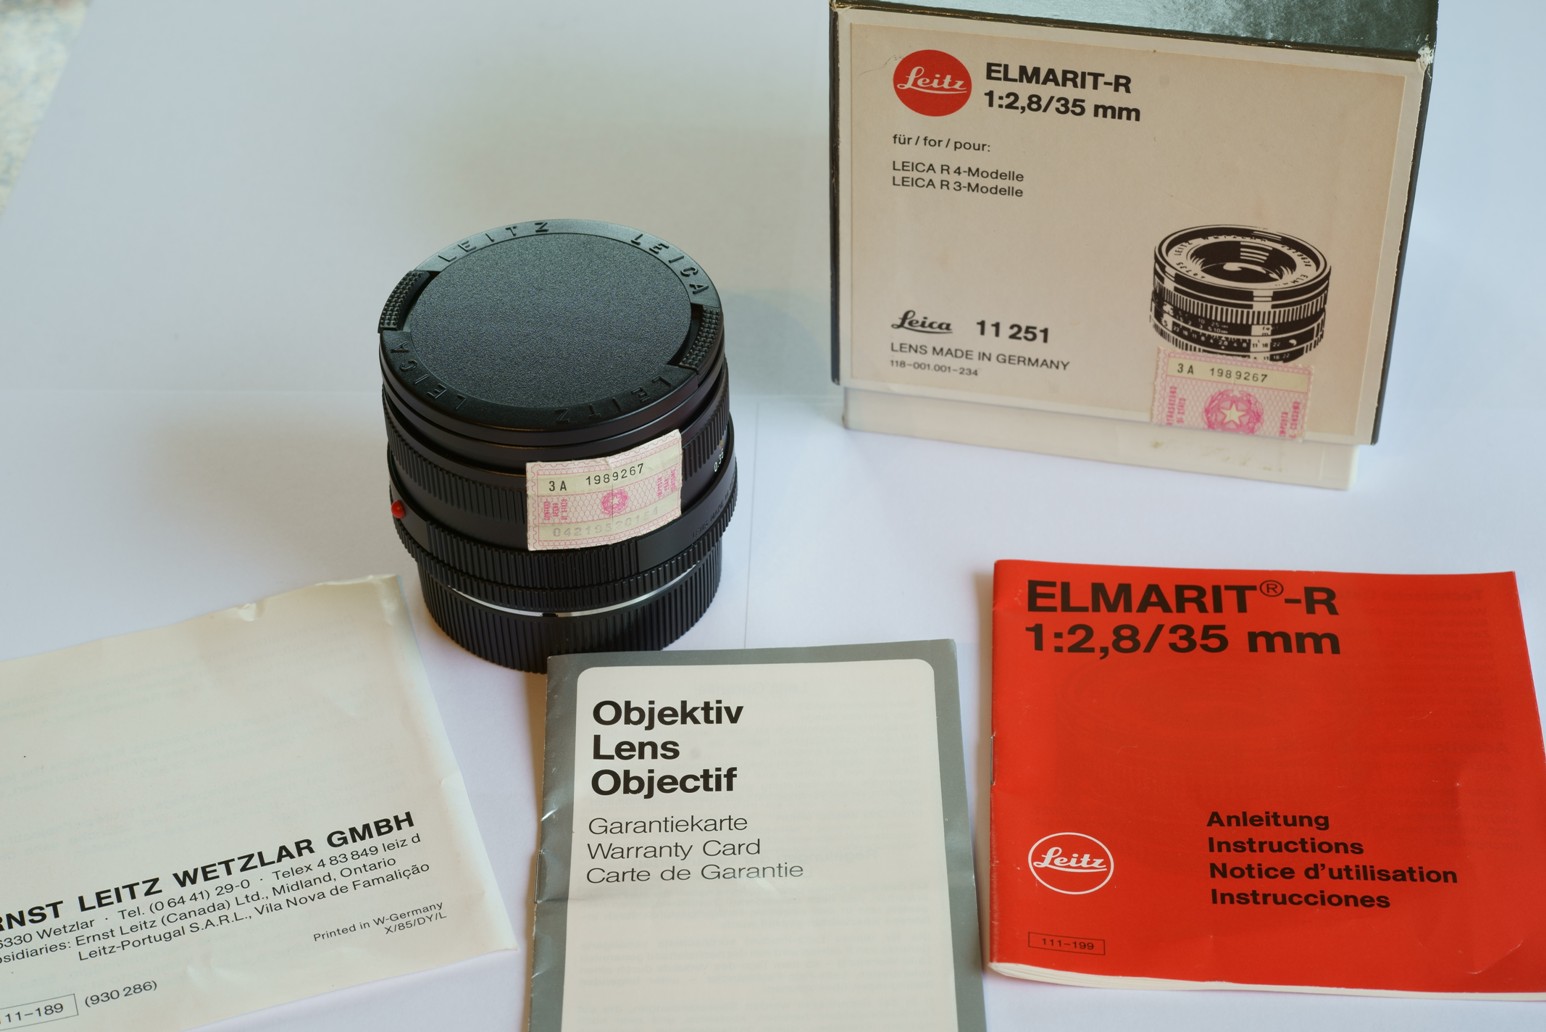 Leitz
ELMARIT-R
1:2,8/35 mm
für / for / pour:
LEICA R 4-Modelle
LEICA R 3-Modelle
Leica 11 251
LENS MADE IN GERMANY
118-001.001-234
3A 1989267
LEITZ LEICA
LEICA LEITZ
3A 1989267
ERNST LEITZ WETZLAR GMBH
6330 Wetzlar · Tel. (0 64 41) 29-0 · Telex 4 83 849 leiz d
Ernst Leitz (Canada) Ltd., Midland, Ontario
Leitz-Portugal S.A.R.L., Vila Nova de Famalição
Printed in W-Germany
X/85/DY/L
111-189 (930 286)
Objektiv
Lens
Objectif
Garantiekarte
Warranty Card
Carte de Garantie
ELMARIT®-R
1:2,8/35 mm
Leitz
Anleitung
Instructions
Notice d'utilisation
Instrucciones
111-199